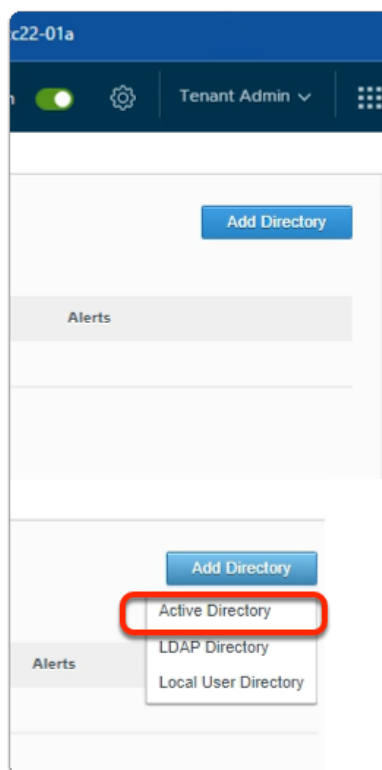 c22-01a
Tenant Admin
Add Directory
Alerts
Add Directory
Active Directory
LDAP Directory
Alerts
Local User Directory